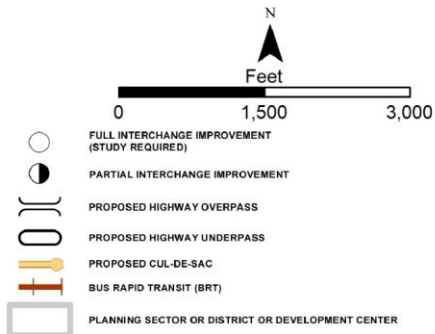 N
Feet
0 1,500 3,000
FULL INTERCHANGE IMPROVEMENT
(STUDY REQUIRED)
PARTIAL INTERCHANGE IMPROVEMENT
PROPOSED HIGHWAY OVERPASS
PROPOSED HIGHWAY UNDERPASS
PROPOSED CUL-DE-SAC
BUS RAPID TRANSIT (BRT)
PLANNING SECTOR OR DISTRICT OR DEVELOPMENT CENTER